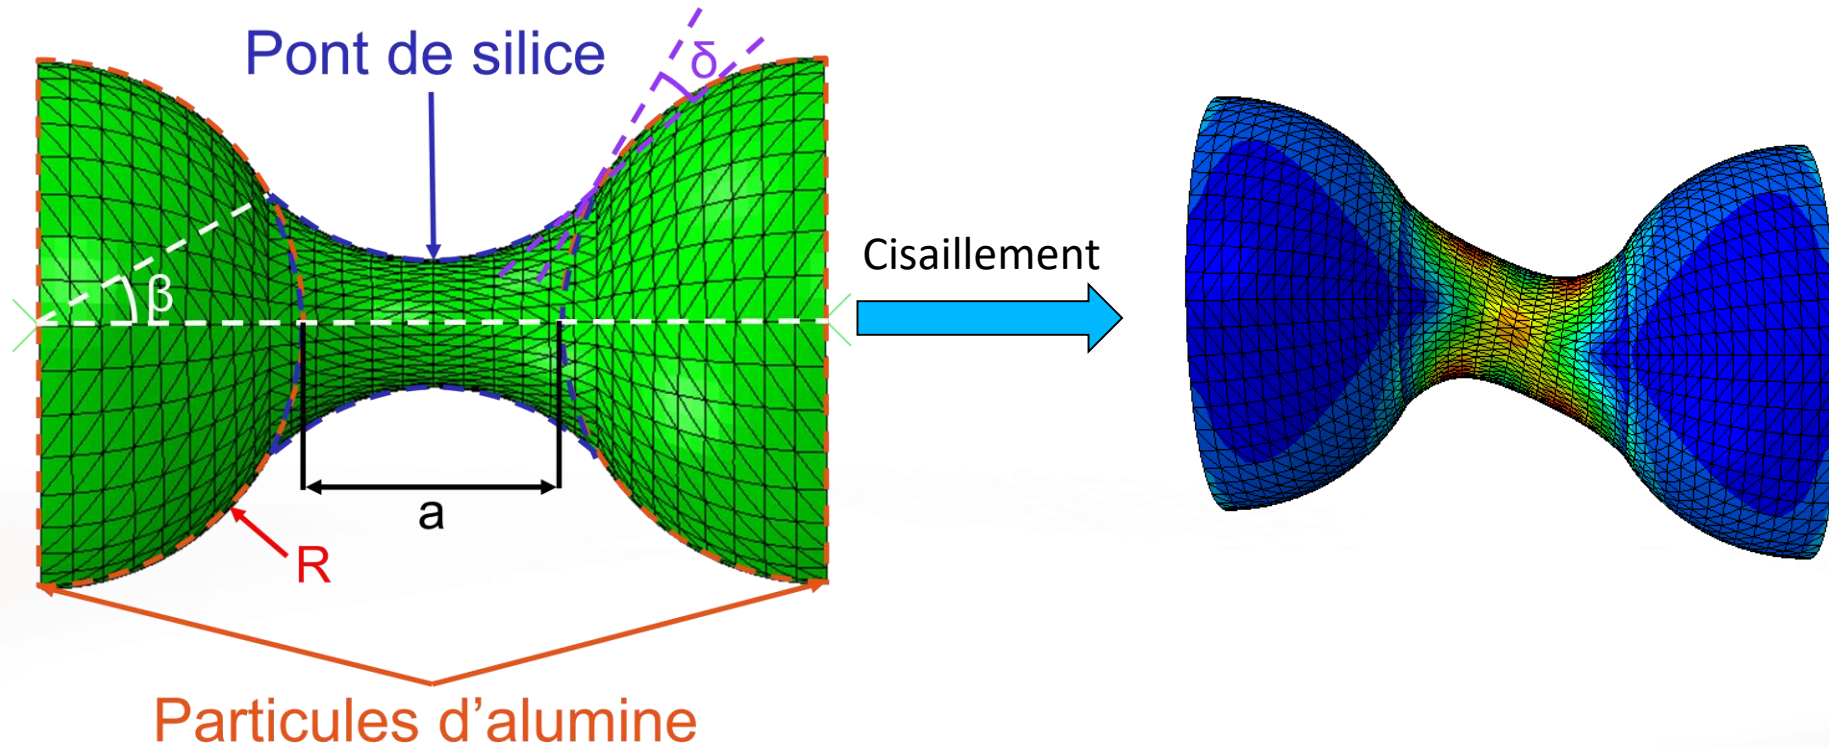 Pont de silice
δ
β
Cisaillement
a
R
Particules d'alumine